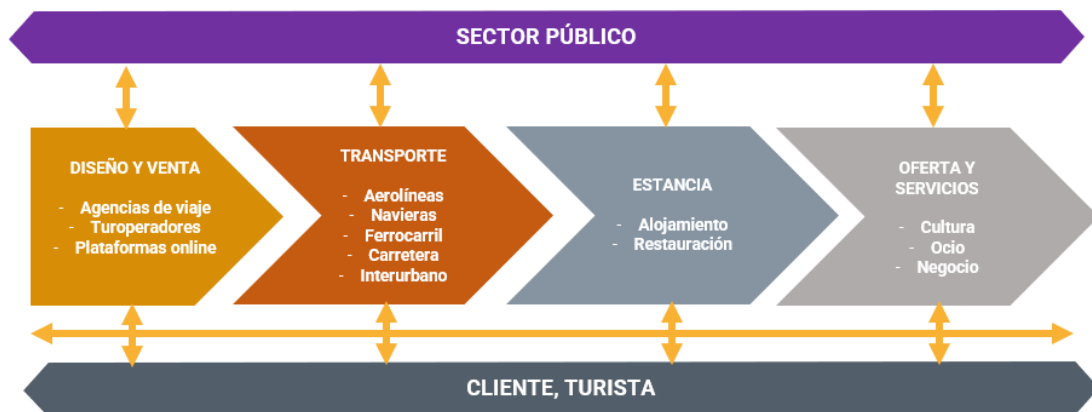 SECTOR PÚBLICO
DISEÑO Y VENTA
- Agencias de viaje
- Turoperadores
- Plataformas online
TRANSPORTE
- Aerolíneas
- Navieras
- Ferrocarril
- Carretera
- Interurbano
ESTANCIA
- Alojamiento
- Restauración
OFERTA Y
SERVICIOS
- Cultura
- Ocio
- Negocio
CLIENTE, TURISTA